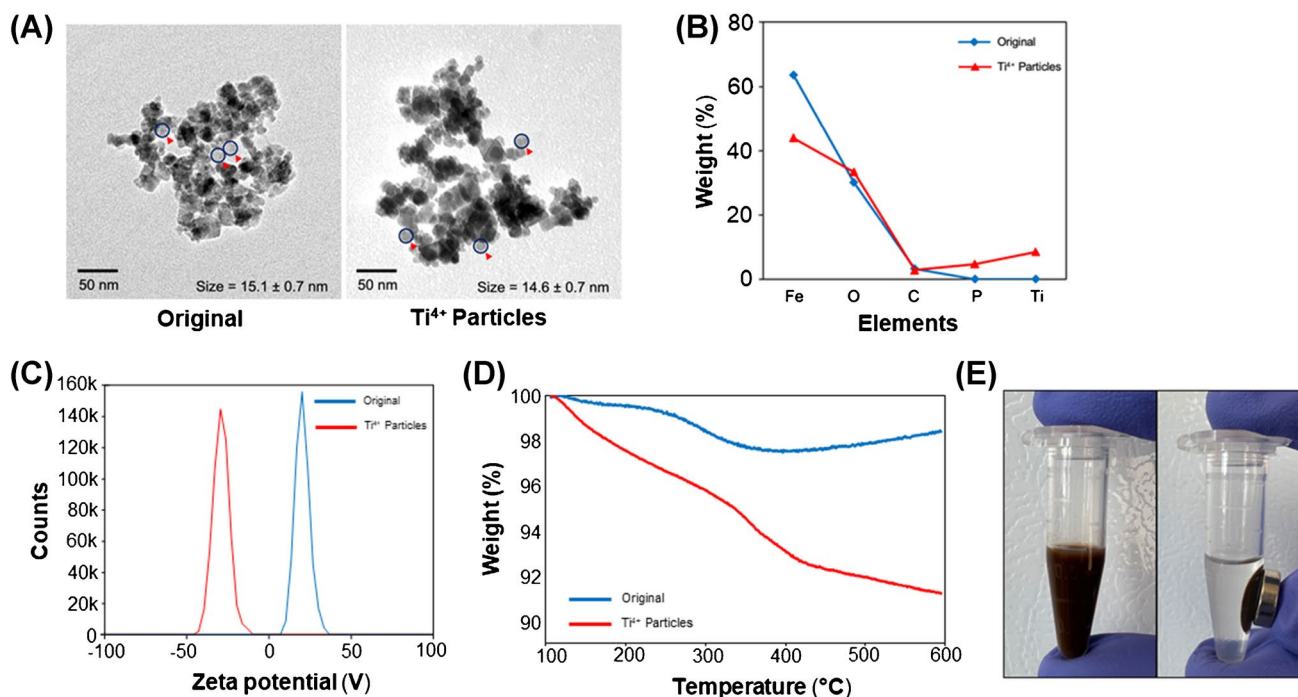 (A)
50 nm
Size = 15.1 ± 0.7 nm
Original
50 nm
Size = 14.6 ± 0.7 nm
Ti⁴⁺ Particles
(B)
80
60
40
20
0
Weight (%)
Original
Ti⁴⁺ Particles
Fe O C P Ti
Elements
(C)
160k
140k
120k
100k
80k
60k
40k
20k
0
Counts
Original
Ti⁴⁺ Particles
-100 -50 0 50 100
Zeta potential (V)
(D)
100
98
96
94
92
90
Weight (%)
Original
Ti⁴⁺ Particles
100 200 300 400 500 600
Temperature (°C)
(E)